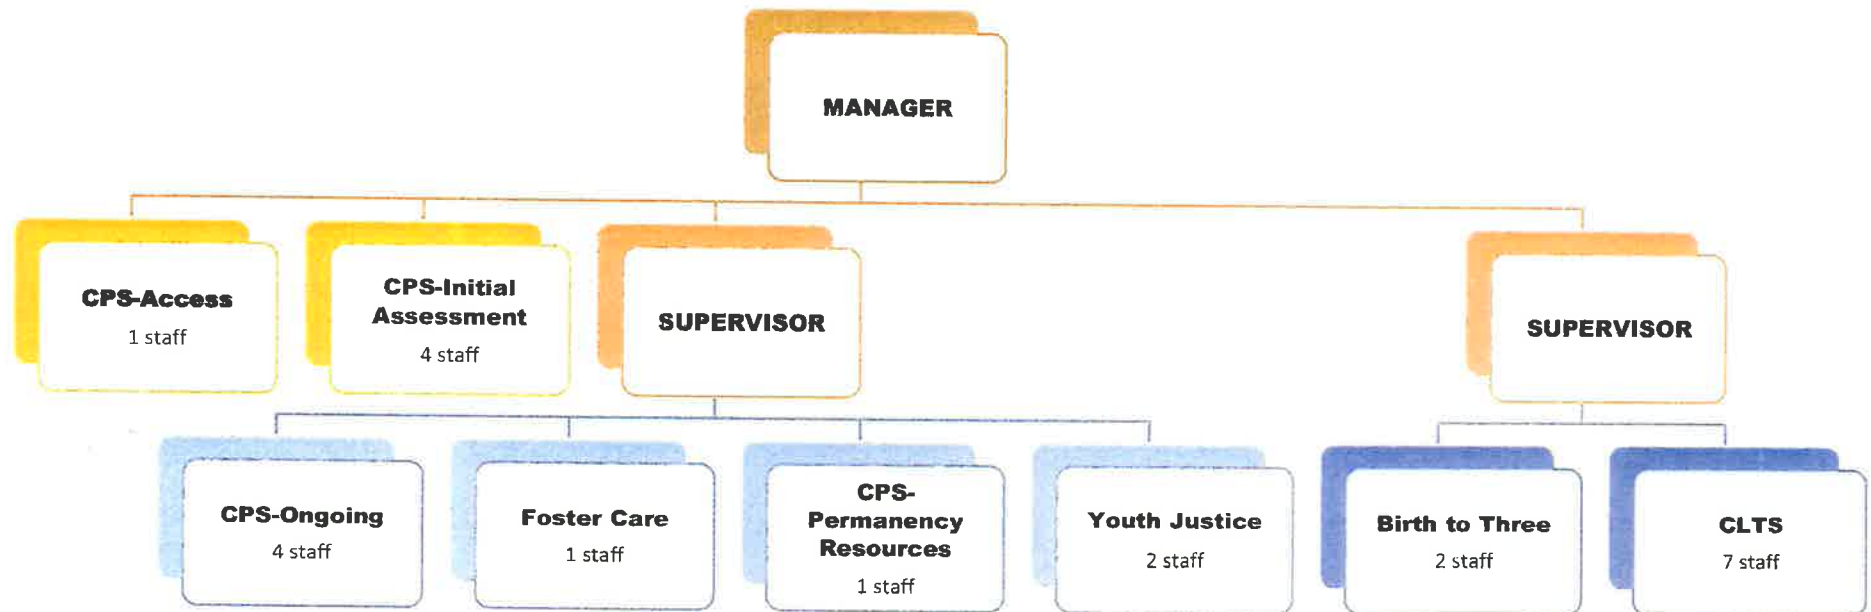 MANAGER
CPS-Access
1 staff
CPS-Initial
Assessment
4 staff
SUPERVISOR
SUPERVISOR
CPS-Ongoing
4 staff
Foster Care
1 staff
CPS-
Permanency
Resources
1 staff
Youth Justice
2 staff
Birth to Three
2 staff
CLTS
7 staff